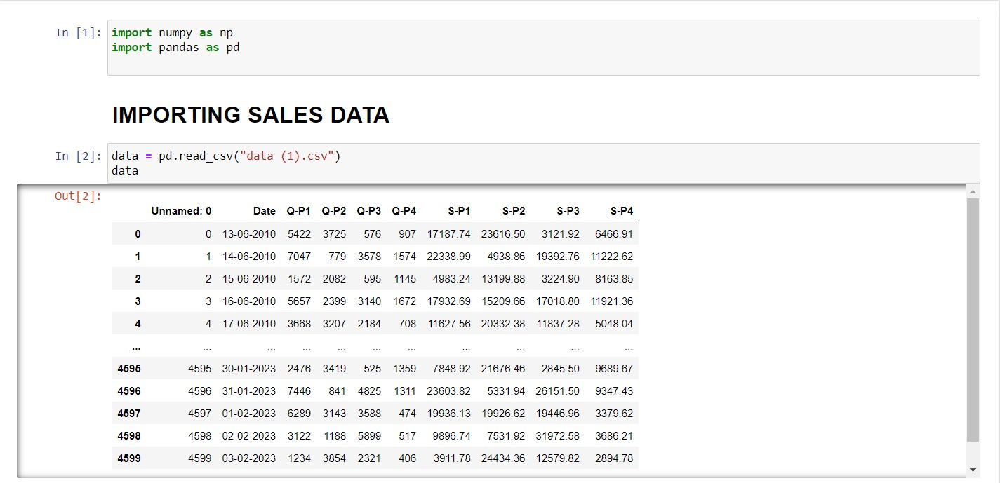 In [1]: import numpy as np
import pandas as pd
IMPORTING SALES DATA
In [2]: data = pd.read_csv("data (1).csv")
data
Out[2]:
Unnamed: 0 Date Q-P1 Q-P2 Q-P3 Q-P4 S-P1 S-P2 S-P3 S-P4
0 0 13-06-2010 5422 3725 576 907 17187.74 23616.50 3121.92 6466.91
1 1 14-06-2010 7047 779 3578 1574 22338.99 4938.86 19392.76 11222.62
2 2 15-06-2010 1572 2082 595 1145 4983.24 13199.88 3224.90 8163.85
3 3 16-06-2010 5657 2399 3140 1672 17932.69 15209.66 17018.80 11921.36
4 4 17-06-2010 3668 3207 2184 708 11627.56 20332.38 11837.28 5048.04
... ... ... ... ... ... ... ... ... ... ...
4595 4595 30-01-2023 2476 3419 525 1359 7848.92 21676.46 2845.50 9689.67
4596 4596 31-01-2023 7446 841 4825 1311 23603.82 5331.94 26151.50 9347.43
4597 4597 01-02-2023 6289 3143 3588 474 19936.13 19926.62 19446.96 3379.62
4598 4598 02-02-2023 3122 1188 5899 517 9896.74 7531.92 31972.58 3686.21
4599 4599 03-02-2023 1234 3854 2321 406 3911.78 24434.36 12579.82 2894.78